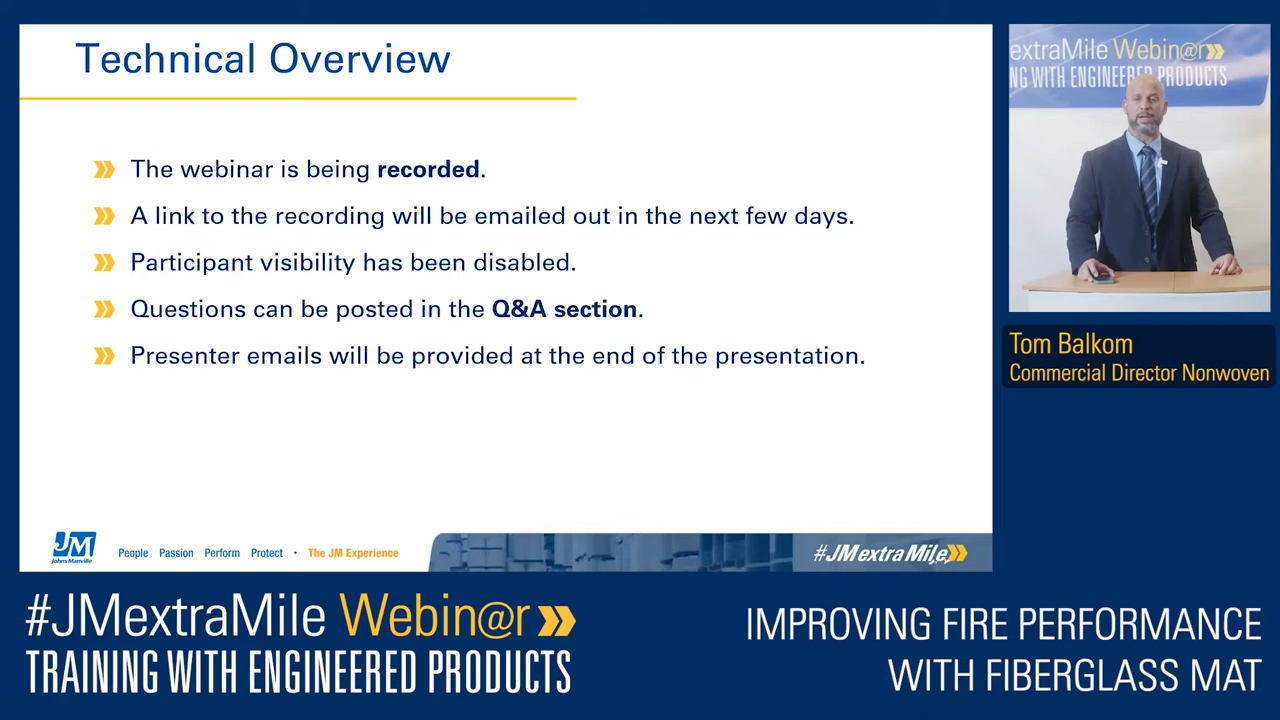 Technical Overview
The webinar is being recorded.
A link to the recording will be emailed out in the next few days.
Participant visibility has been disabled.
Questions can be posted in the Q&A section.
Presenter emails will be provided at the end of the presentation.
JM
Johns Manville
People Passion Perform Protect • The JM Experience
#JMextraMile
extraMile Webin@r
NG WITH ENGINEERED PRODUCTS
Tom Balkom
Commercial Director Nonwoven
#JMextraMile Webin@r
TRAINING WITH ENGINEERED PRODUCTS
IMPROVING FIRE PERFORMANCE
WITH FIBERGLASS MAT